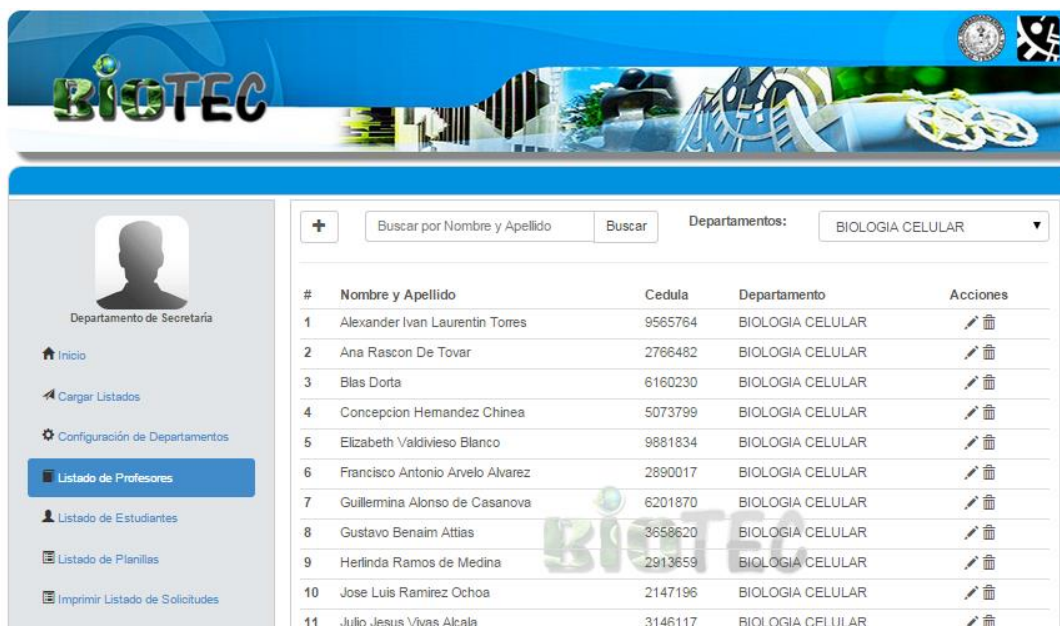 BIOTEC
Departamento de Secretaría
Inicio
Cargar Listados
Configuración de Departamentos
Listado de Profesores
Listado de Estudiantes
Listado de Planillas
Imprimir Listado de Solicitudes
+ Buscar por Nombre y Apellido Buscar Departamentos: BIOLOGIA CELULAR
# Nombre y Apellido Cedula Departamento Acciones
1 Alexander Ivan Laurentin Torres 9565764 BIOLOGIA CELULAR
2 Ana Rascon De Tovar 2766482 BIOLOGIA CELULAR
3 Blas Dorta 6160230 BIOLOGIA CELULAR
4 Concepcion Hernandez Chinea 5073799 BIOLOGIA CELULAR
5 Elizabeth Valdivieso Blanco 9881834 BIOLOGIA CELULAR
6 Francisco Antonio Arvelo Alvarez 2890017 BIOLOGIA CELULAR
7 Guillermina Alonso de Casanova 6201870 BIOLOGIA CELULAR
8 Gustavo Benaim Attias 3658620 BIOLOGIA CELULAR
9 Herlinda Ramos de Medina 2913659 BIOLOGIA CELULAR
10 Jose Luis Ramirez Ochoa 2147196 BIOLOGIA CELULAR
11 Julio Jesus Vivas Alcala 3146117 BIOLOGIA CELULAR
BIOTEC